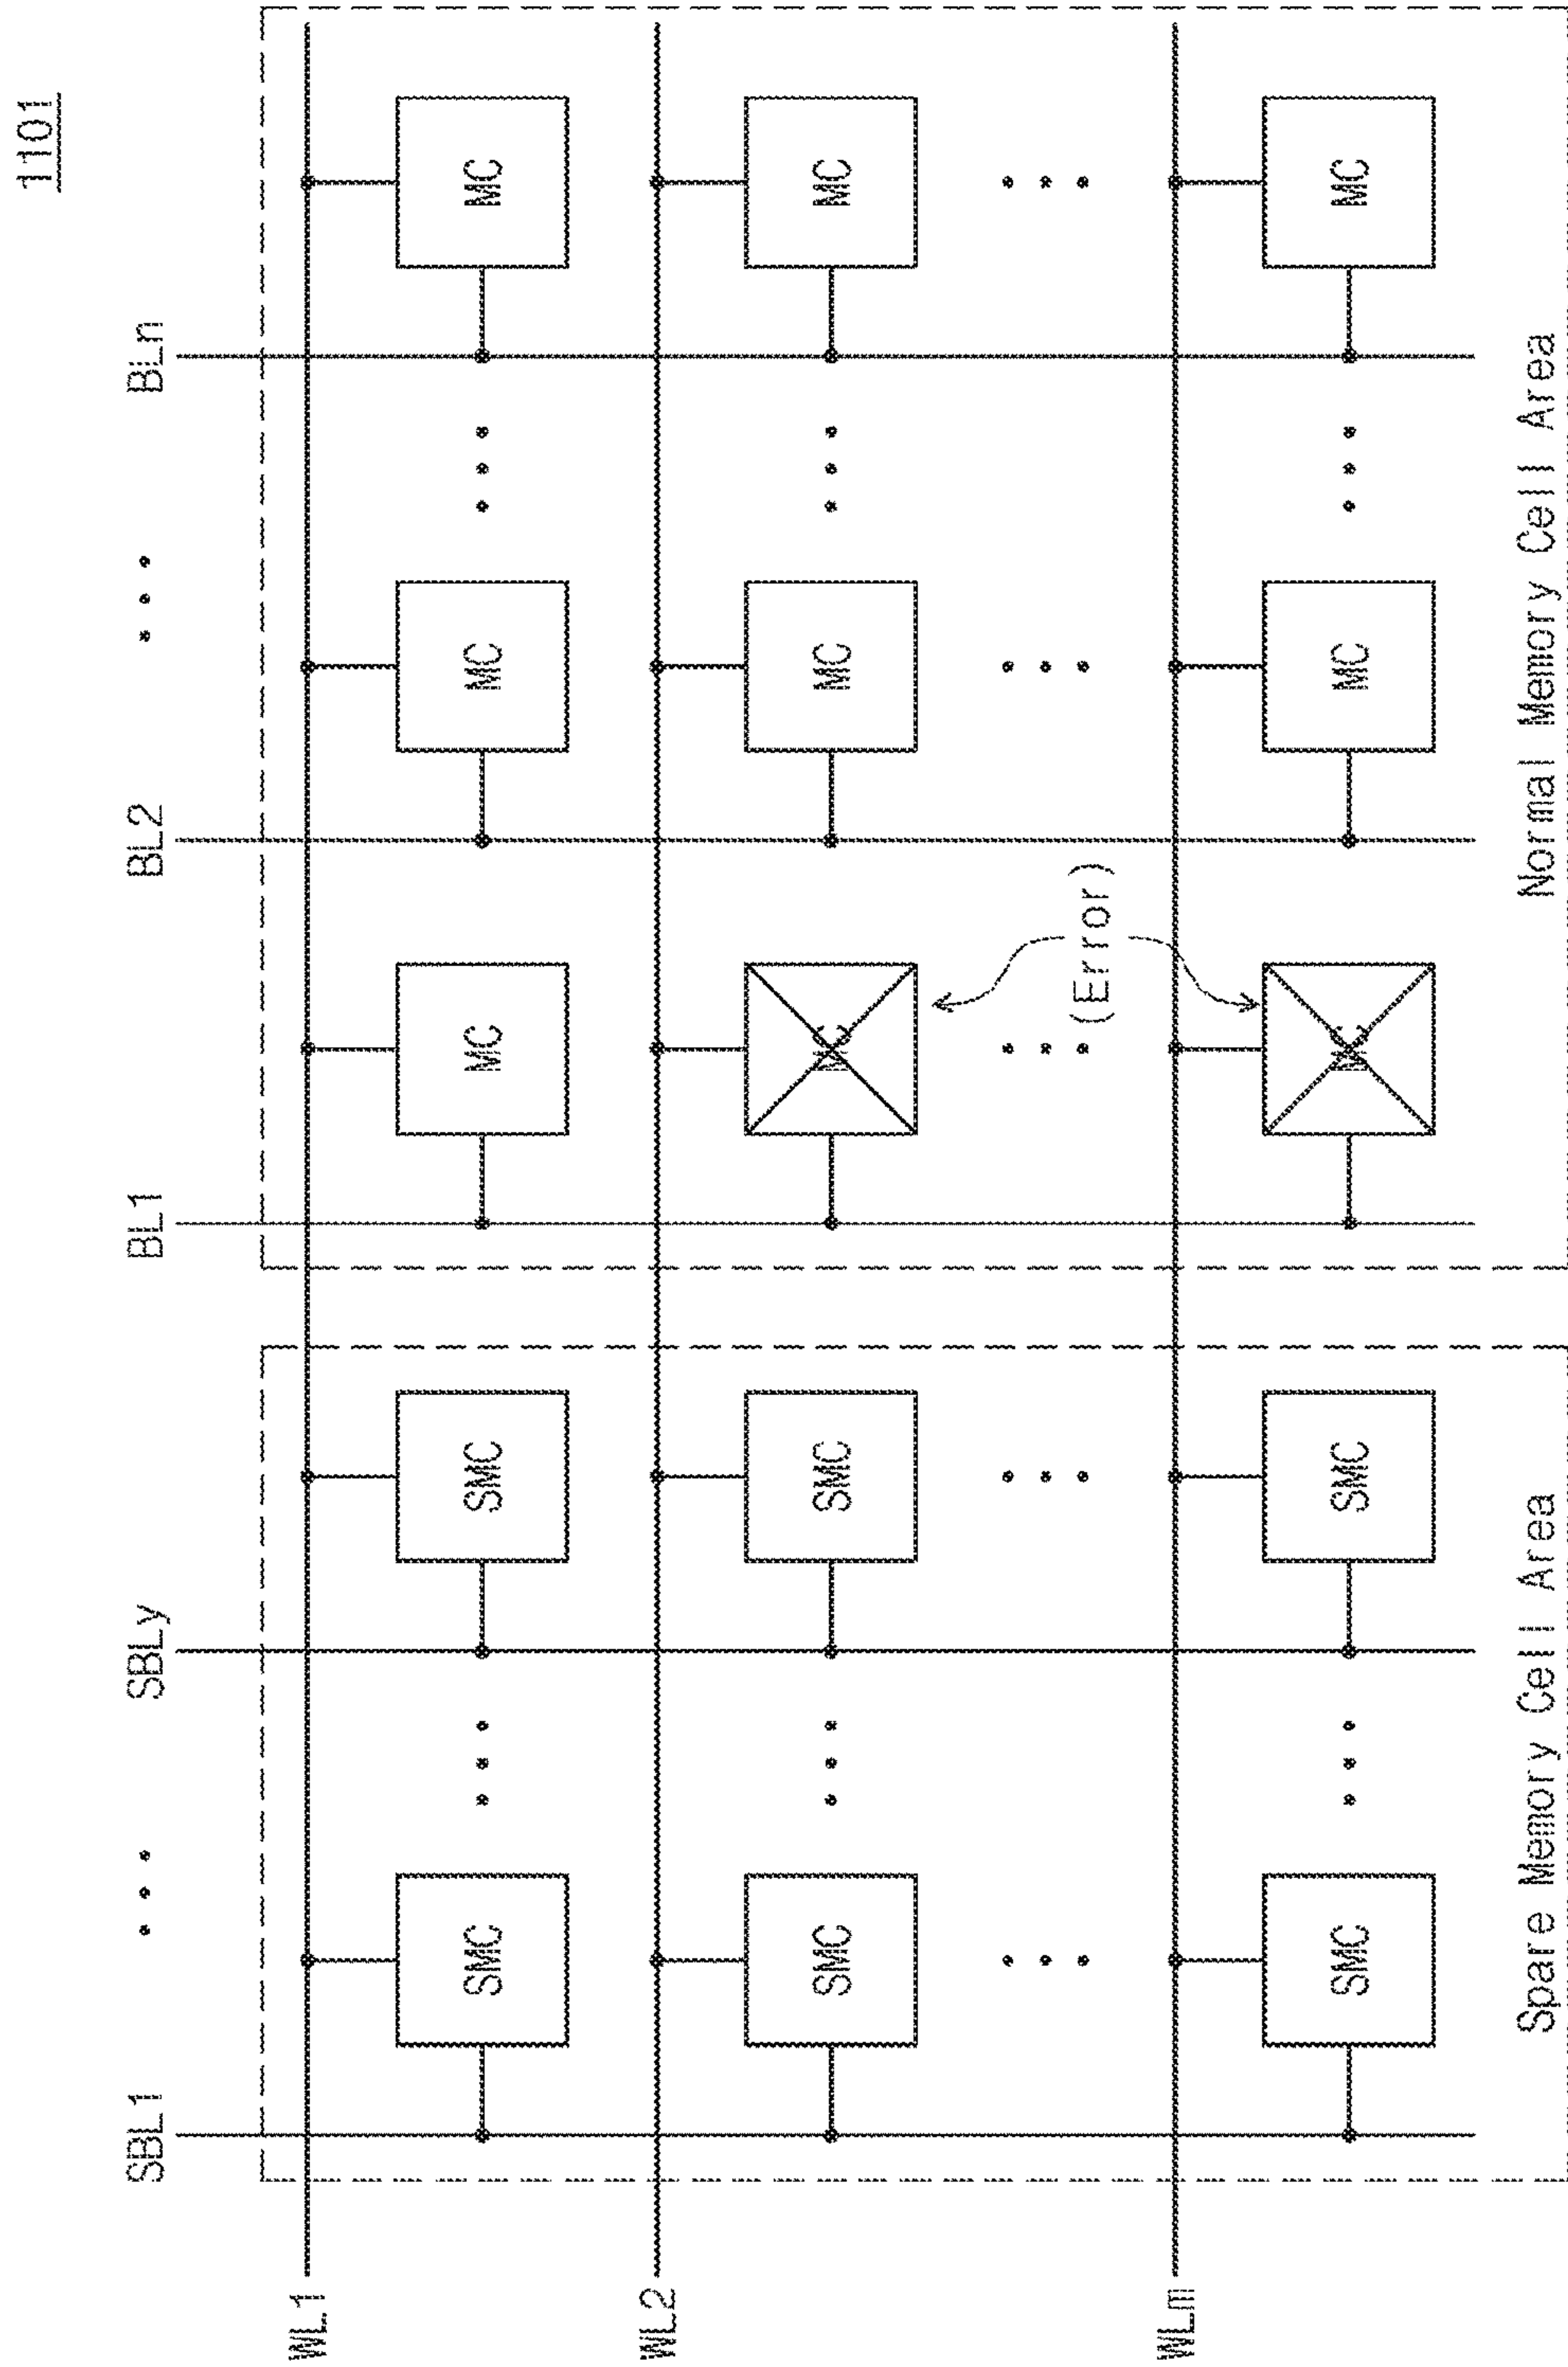 1101
SBL1 • • • SBLy BL1 BL2 • • • BLn
WL1
SMC • • • SMC MC MC • • • MC
WL2
SMC • • • SMC MC MC • • • MC
(Error)
WLm
SMC • • • SMC MC MC • • • MC
Spare Memory Cell Area
Normal Memory Cell Area